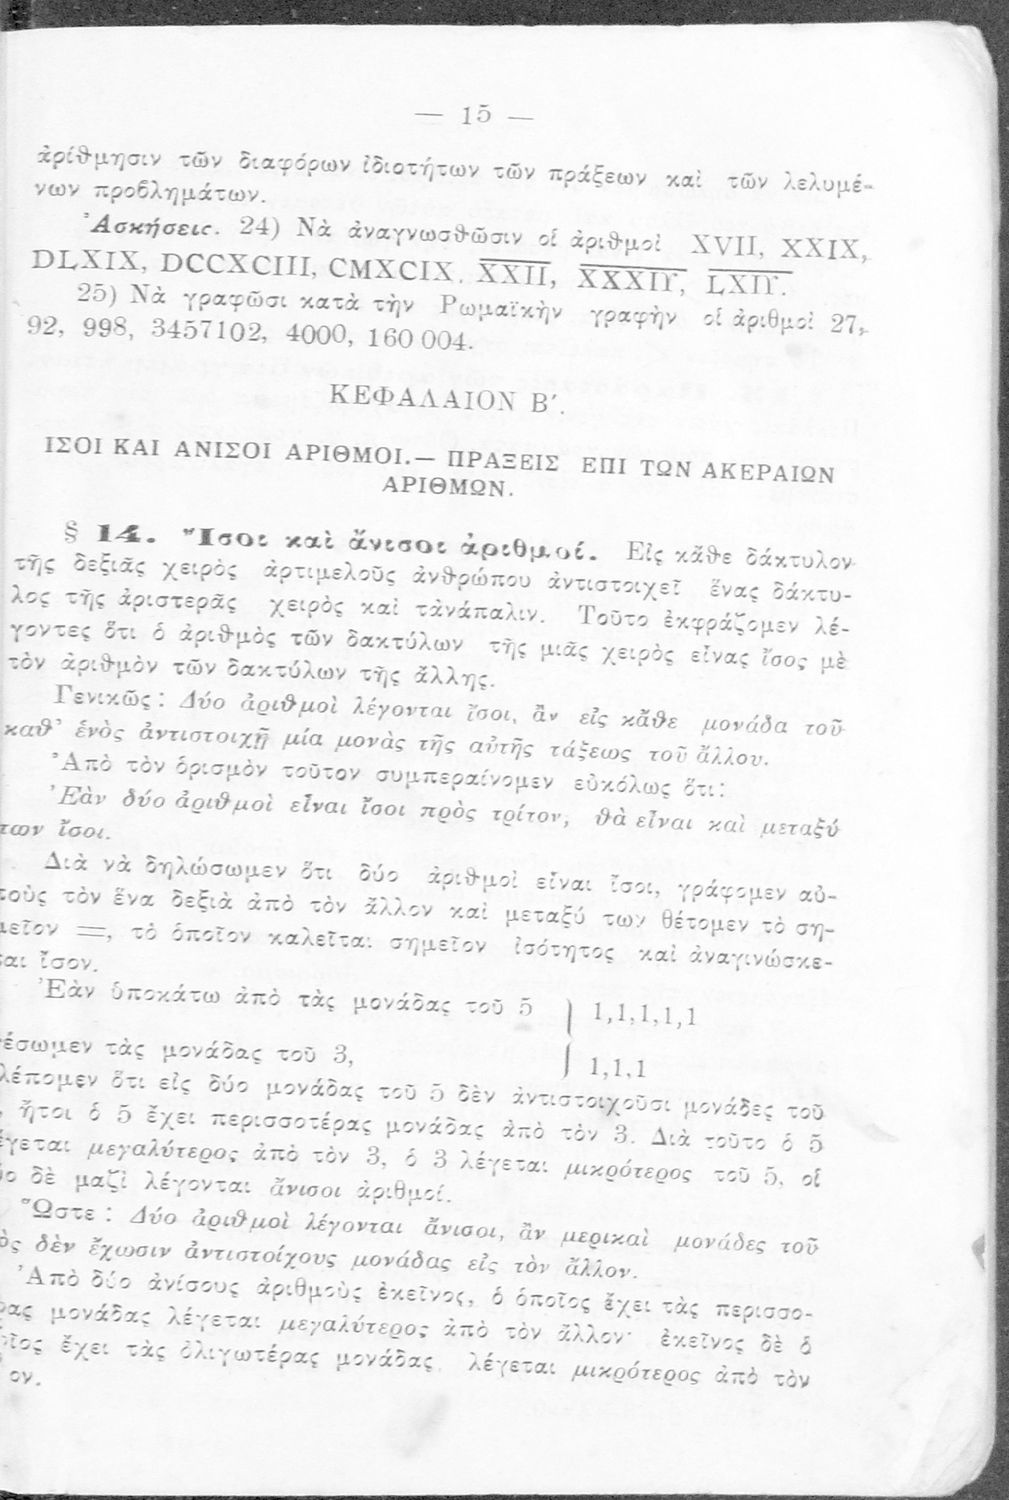 — 15 —
ἀρίθμησιν τῶν διαφόρων ἰδιοτήτων τῶν πράξεων καὶ τῶν λελυμέ-
νων προβλημάτων.
Ἀσκήσεις. 24) Νὰ ἀναγνωσθῶσιν οἱ ἀριθμοὶ XVII, XXIX,
DLXIX, DCCXCIII, CMXCIX,
25) Νὰ γραφῶσι κατὰ τὴν Ρωμαϊκὴν γραφὴν οἱ ἀριθμοὶ 27,
92, 998, 3457102, 4000, 160 004.
ΚΕΦΑΛΑΙΟΝ Β΄.
ΙΣΟΙ ΚΑΙ ΑΝΙΣΟΙ ΑΡΙΘΜΟΙ.— ΠΡΑΞΕΙΣ ΕΠΙ ΤΩΝ ΑΚΕΡΑΙΩΝ
ΑΡΙΘΜΩΝ.
§ 14. Ἴσοι καὶ ἄνισοι ἀριθμοί. Εἰς κἄθε δάκτυλον
τῆς δεξιᾶς χειρὸς ἀρτιμελοῦς ἀνθρώπου ἀντιστοιχεῖ ἕνας δάκτυ-
λος τῆς ἀριστερᾶς χειρὸς καὶ τἀνάπαλιν. Τοῦτο ἐκφράζομεν λέ-
γοντες ὅτι ὁ ἀριθμὸς τῶν δακτύλων τῆς μιᾶς χειρὸς εἶνας ἴσος μὲ
τὸν ἀριθμὸν τῶν δακτύλων τῆς ἄλλης.
Γενικῶς: Δύο ἀριθμοὶ λέγονται ἴσοι, ἂν εἰς κἄθε μονάδα τοῦ
καθ' ἑνὸς ἀντιστοιχῇ μία μονὰς τῆς αὐτῆς τάξεως τοῦ ἄλλου.
Ἀπὸ τὸν ὁρισμὸν τοῦτον συμπεραίνομεν εὐκόλως ὅτι:
Ἐὰν δύο ἀριθμοὶ εἶναι ἴσοι πρὸς τρίτον, θὰ εἶναι καὶ μεταξύ
των ἴσοι.
Διὰ νὰ δηλώσωμεν ὅτι δύο ἀριθμοὶ εἶναι ἴσοι, γράφομεν αὐ-
τοὺς τὸν ἕνα δεξιὰ ἀπὸ τὸν ἄλλον καὶ μεταξύ των θέτομεν τὸ ση-
μεῖον =, τὸ ὁποῖον καλεῖται σημεῖον ἰσότητος καὶ ἀναγινώσκε-
ται ἴσον.
Ἐὰν ὑποκάτω ἀπὸ τὰς μονάδας τοῦ 5 } 1,1,1,1,1
έσωμεν τὰς μονάδας τοῦ 3, 1,1,1
λέπομεν ὅτι εἰς δύο μονάδας τοῦ 5 δὲν ἀντιστοιχοῦσι μονάδες τοῦ
, ἤτοι ὁ 5 ἔχει περισσοτέρας μονάδας ἀπὸ τὸν 3. Διὰ τοῦτο ὁ 5
έγεται μεγαλύτερος ἀπὸ τὸν 3, ὁ 3 λέγεται μικρότερος τοῦ 5, οἱ
ύο δὲ μαζὶ λέγονται ἄνισοι ἀριθμοί.
Ὥστε: Δύο ἀριθμοὶ λέγονται ἄνισοι, ἂν μερικαὶ μονάδες τοῦ
ὸς δὲν ἔχωσιν ἀντιστοίχους μονάδας εἰς τὸν ἄλλον.
Ἀπὸ δύο ἀνίσους ἀριθμοὺς ἐκεῖνος, ὁ ὁποῖος ἔχει τὰς περισσο-
ρας μονάδας λέγεται μεγαλύτερος ἀπὸ τὸν ἄλλον· ἐκεῖνος δὲ ὁ
οῖος ἔχει τὰς ὀλιγωτέρας μονάδας, λέγεται μικρότερος ἀπὸ τὸν
ον.